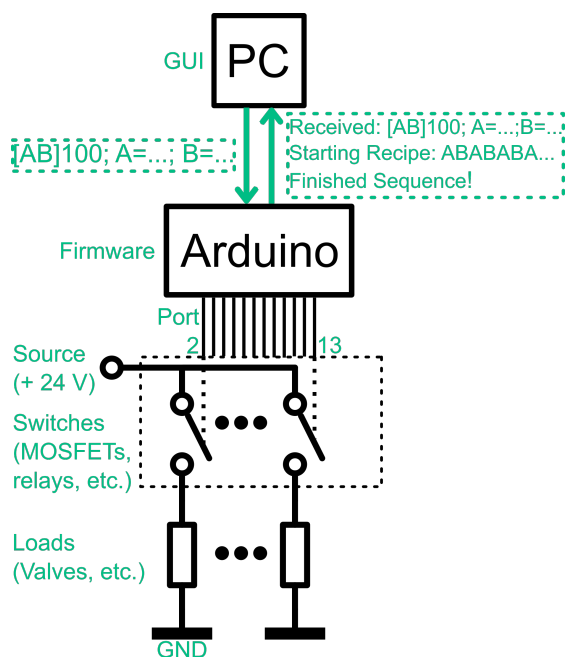 GUI
PC
[AB]100; A=...; B=...
Received: [AB]100; A=...;B=...
Starting Recipe: ABABABA...
Finished Sequence!
Firmware
Arduino
Port
2
13
Source
(+ 24 V)
Switches
(MOSFETs,
relays, etc.)
Loads
(Valves, etc.)
GND